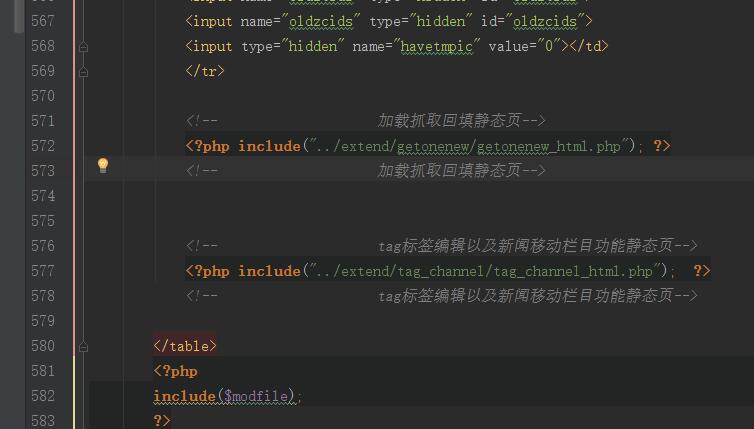 567 <input name="oldzcids" type="hidden" id="oldzcids">
568 <input type="hidden" name="havetmpic" value="0"></td>
569 </tr>
570
571 <!-- 加载抓取回填静态页-->
572 <?php include("../extend/getonenew/getonenew_html.php"); ?>
573 <!-- 加载抓取回填静态页-->
574
575
576 <!-- tag标签编辑以及新闻移动栏目功能静态页-->
577 <?php include("../extend/tag_channel/tag_channel_html.php");  ?>
578 <!-- tag标签编辑以及新闻移动栏目功能静态页-->
579
580 </table>
581 <?php
582 include($modfile);
583 ?>